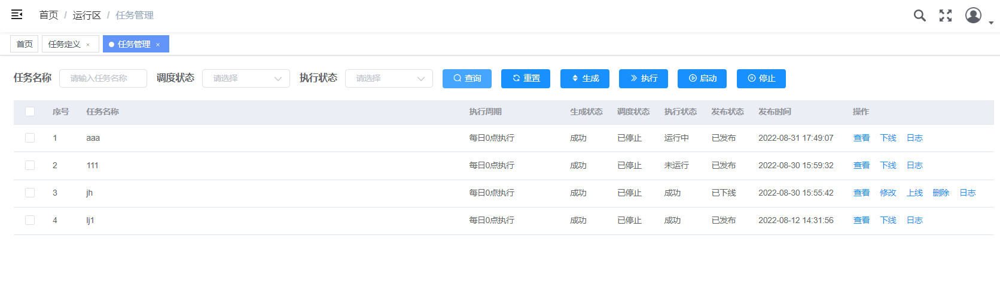 首页 / 运行区 / 任务管理
首页 任务定义 × 任务管理 ×
任务名称 请输入任务名称 调度状态 请选择 执行状态 请选择 查询 重置 生成 执行 启动 停止
序号 任务名称 执行周期 生成状态 调度状态 执行状态 发布状态 发布时间 操作
1 aaa 每日0点执行 成功 已停止 运行中 已发布 2022-08-31 17:49:07 查看 下线 日志
2 111 每日0点执行 成功 已停止 未运行 已发布 2022-08-30 15:59:32 查看 下线 日志
3 jh 每日0点执行 成功 已停止 成功 已下线 2022-08-30 15:55:42 查看 修改 上线 删除 日志
4 lj1 每日0点执行 成功 已停止 成功 已发布 2022-08-12 14:31:56 查看 下线 日志